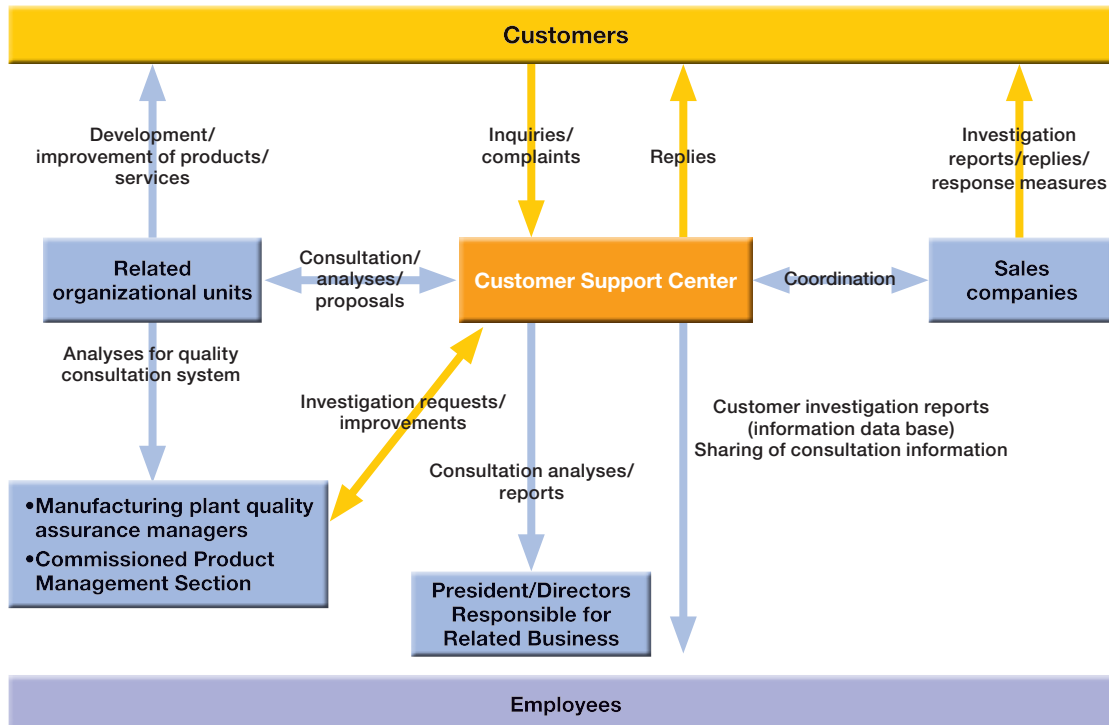 Customers
Development/
improvement of products/
services
Inquiries/
complaints
Replies
Investigation
reports/replies/
response measures
Related
organizational units
Consultation/
analyses/
proposals
Customer Support Center
Coordination
Sales
companies
Analyses for quality
consultation system
Investigation requests/
improvements
Customer investigation reports
(information data base)
Sharing of consultation information
Consultation analyses/
reports
•Manufacturing plant quality
assurance managers
•Commissioned Product
Management Section
President/Directors
Responsible for
Related Business
Employees